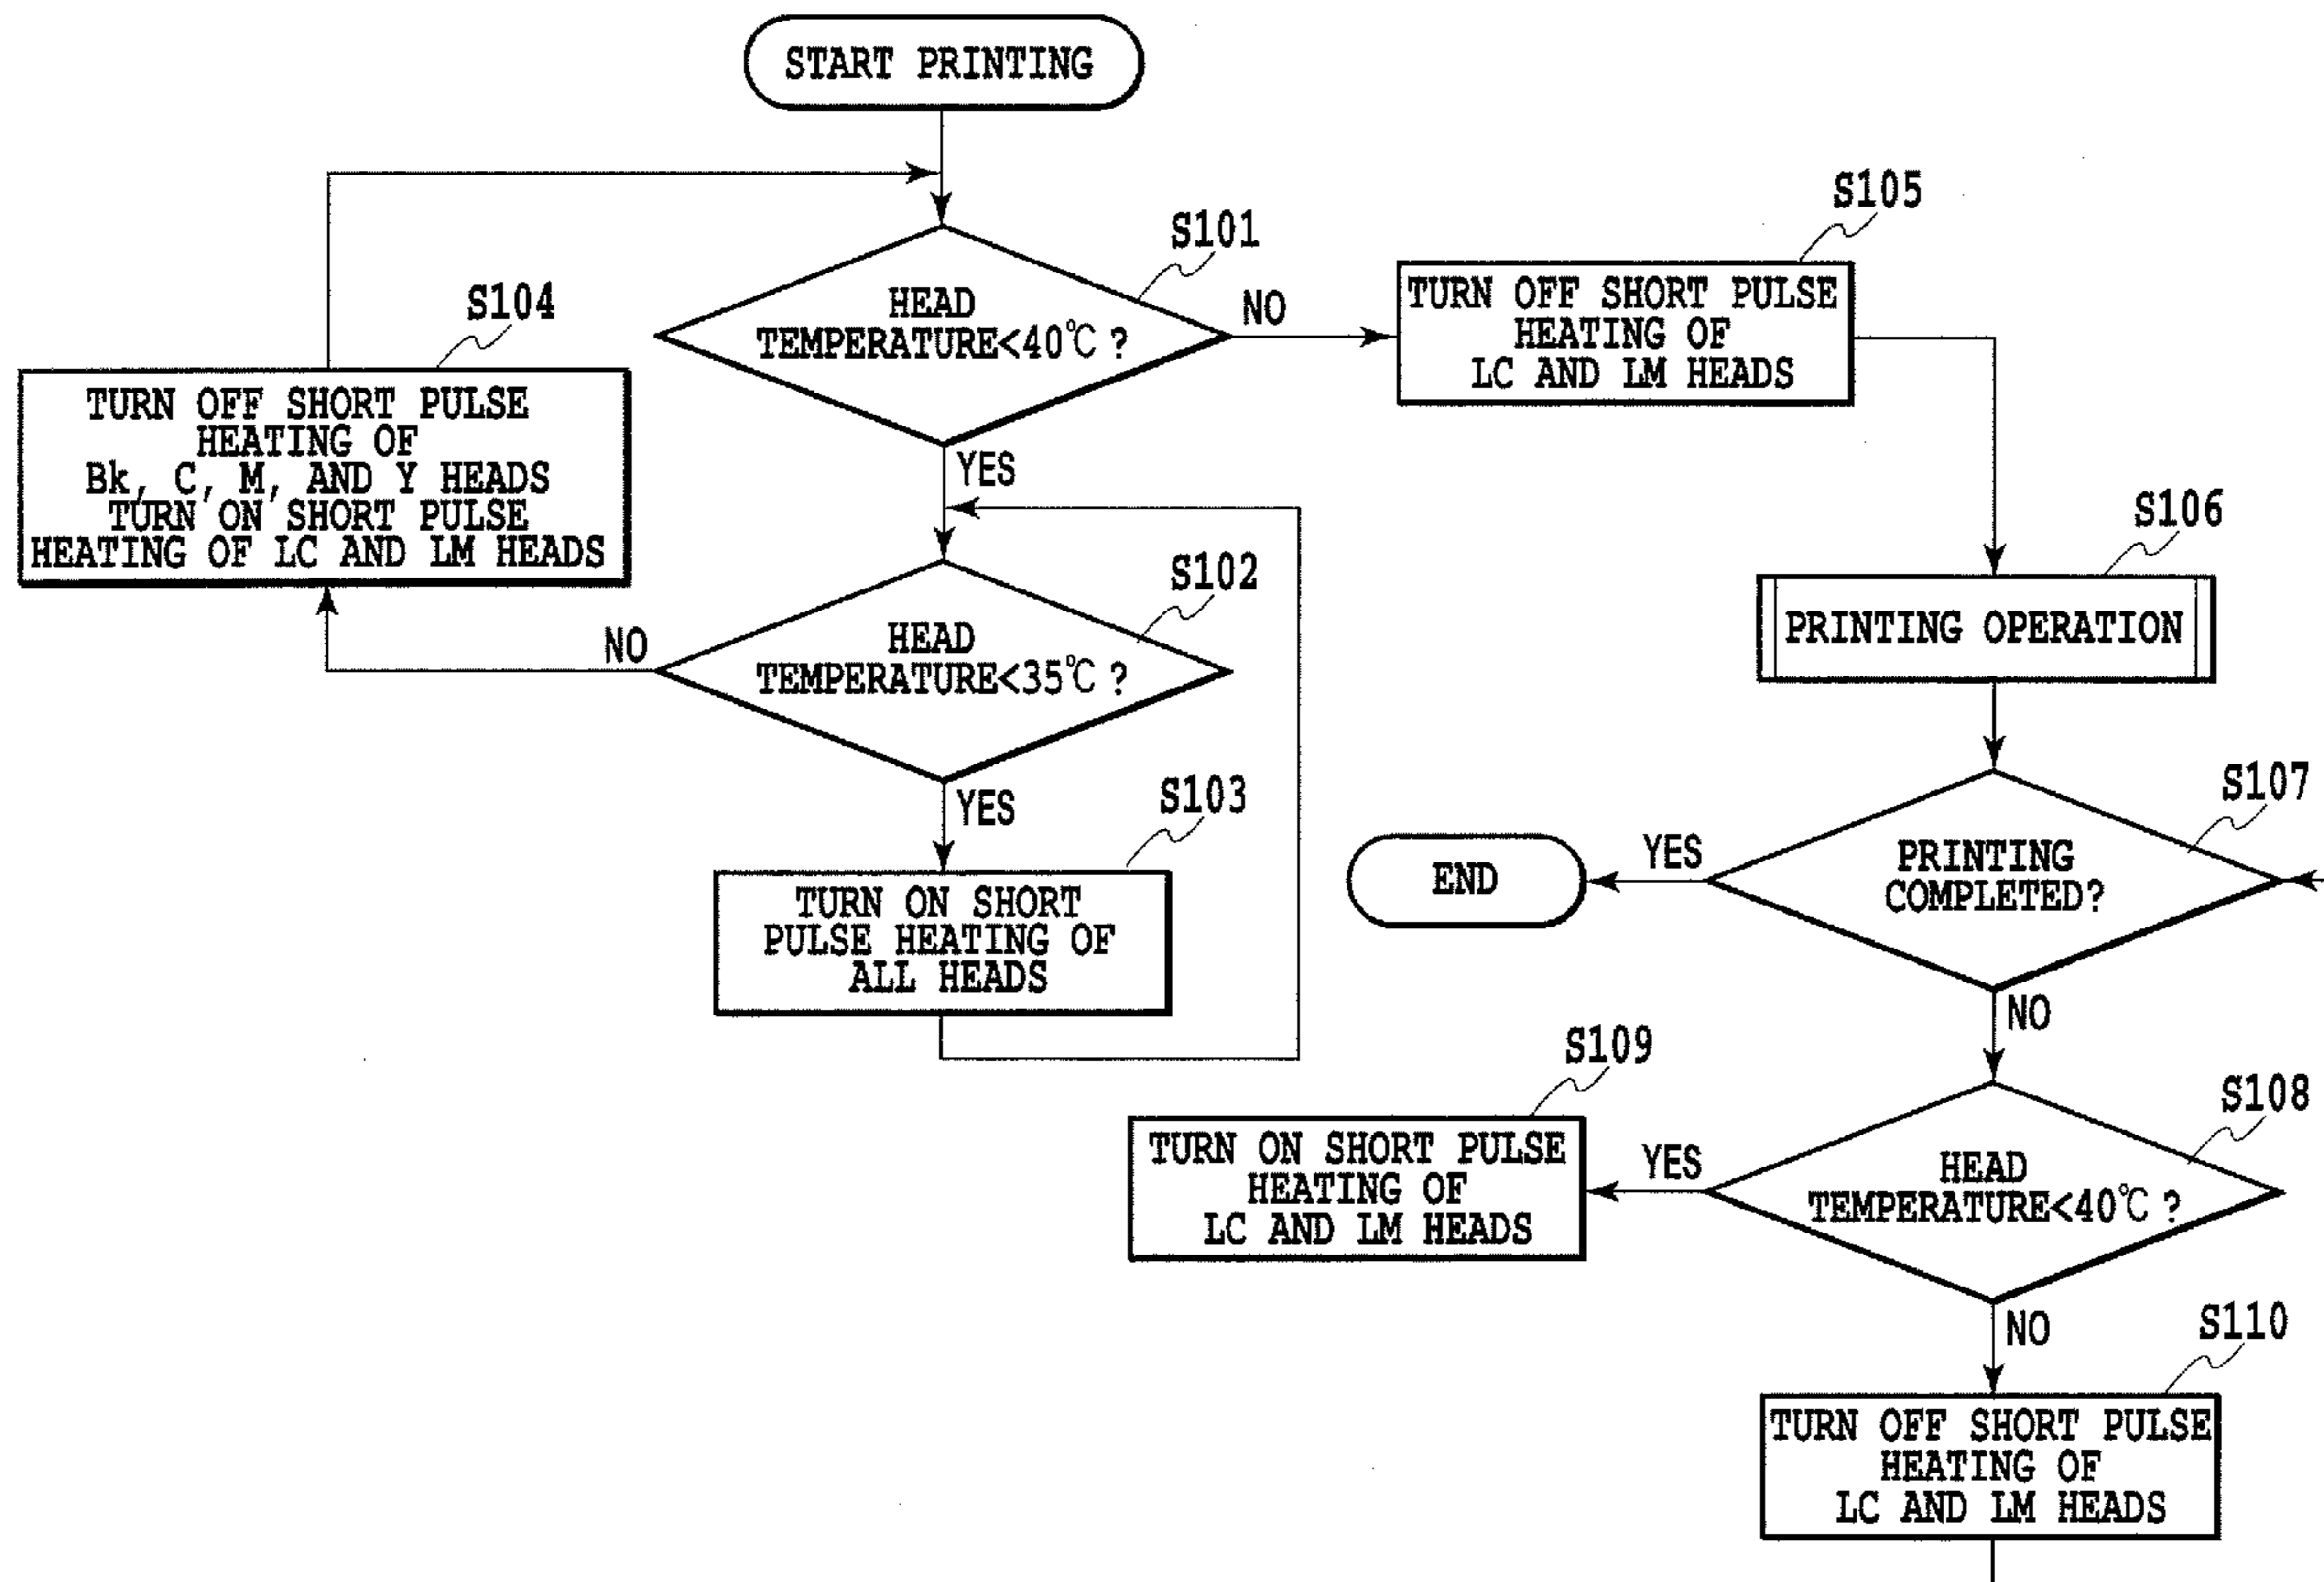 START PRINTING
S101
HEAD
TEMPERATURE<40℃ ?
NO
YES
S105
TURN OFF SHORT PULSE
HEATING OF
LC AND LM HEADS
S104
TURN OFF SHORT PULSE
HEATING OF
Bk, C, M, AND Y HEADS
TURN ON SHORT PULSE
HEATING OF LC AND LM HEADS
S102
HEAD
TEMPERATURE<35℃ ?
NO
YES
S106
PRINTING OPERATION
S103
TURN ON SHORT
PULSE HEATING OF
ALL HEADS
S107
PRINTING
COMPLETED?
YES
END
NO
S108
HEAD
TEMPERATURE<40℃ ?
YES
S109
TURN ON SHORT PULSE
HEATING OF
LC AND LM HEADS
NO
S110
TURN OFF SHORT PULSE
HEATING OF
LC AND LM HEADS